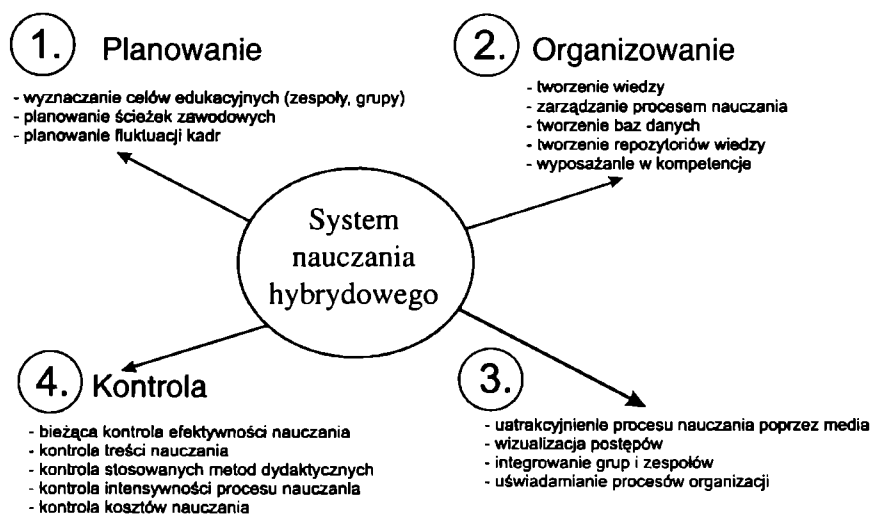 1. Planowanie
- wyznaczanie celów edukacyjnych (zespoły, grupy)
- planowanie ścieżek zawodowych
- planowanie fluktuacji kadr
2. Organizowanie
- tworzenie wiedzy
- zarządzanie procesem nauczania
- tworzenie baz danych
- tworzenie repozytoriów wiedzy
- wyposażanie w kompetencje
System
nauczania
hybrydowego
3.
- uatrakcyjnienie procesu nauczania poprzez media
- wizualizacja postępów
- integrowanie grup i zespołów
- uświadamianie procesów organizacji
4. Kontrola
- bieżąca kontrola efektywności nauczania
- kontrola treści nauczania
- kontrola stosowanych metod dydaktycznych
- kontrola intensywności procesu nauczania
- kontrola kosztów nauczania